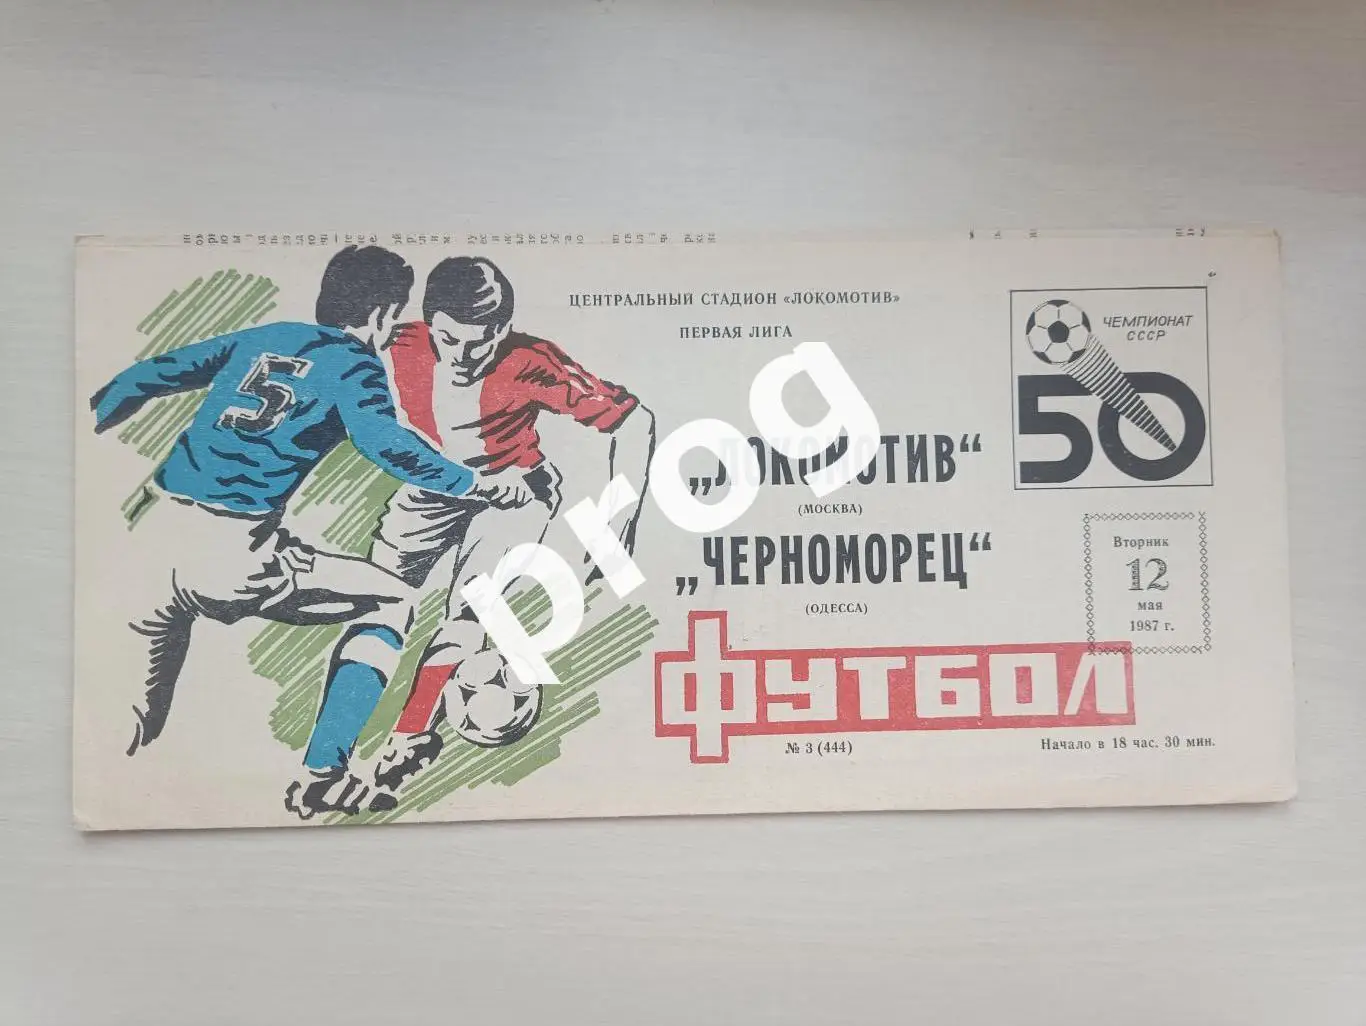 ЦЕНТРАЛЬНЫЙ СТАДИОН «ЛОКОМОТИВ»
ПЕРВАЯ ЛИГА
ЧЕМПИОНАТ
СССР
50
5
„ЛОКОМОТИВ“
(МОСКВА)
„ЧЕРНОМОРЕЦ“
(ОДЕССА)
Вторник
12
мая
1987 г.
ФУТБОЛ
№ 3 (444)
Начало в 18 час. 30 мин.
prog